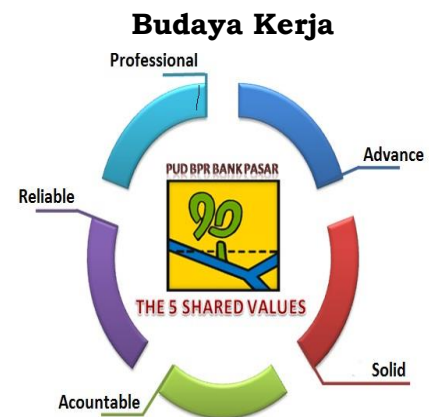 Budaya Kerja
Professional
Advance
PUD BPR BANK PASAR
Reliable
THE 5 SHARED VALUES
Solid
Acountable